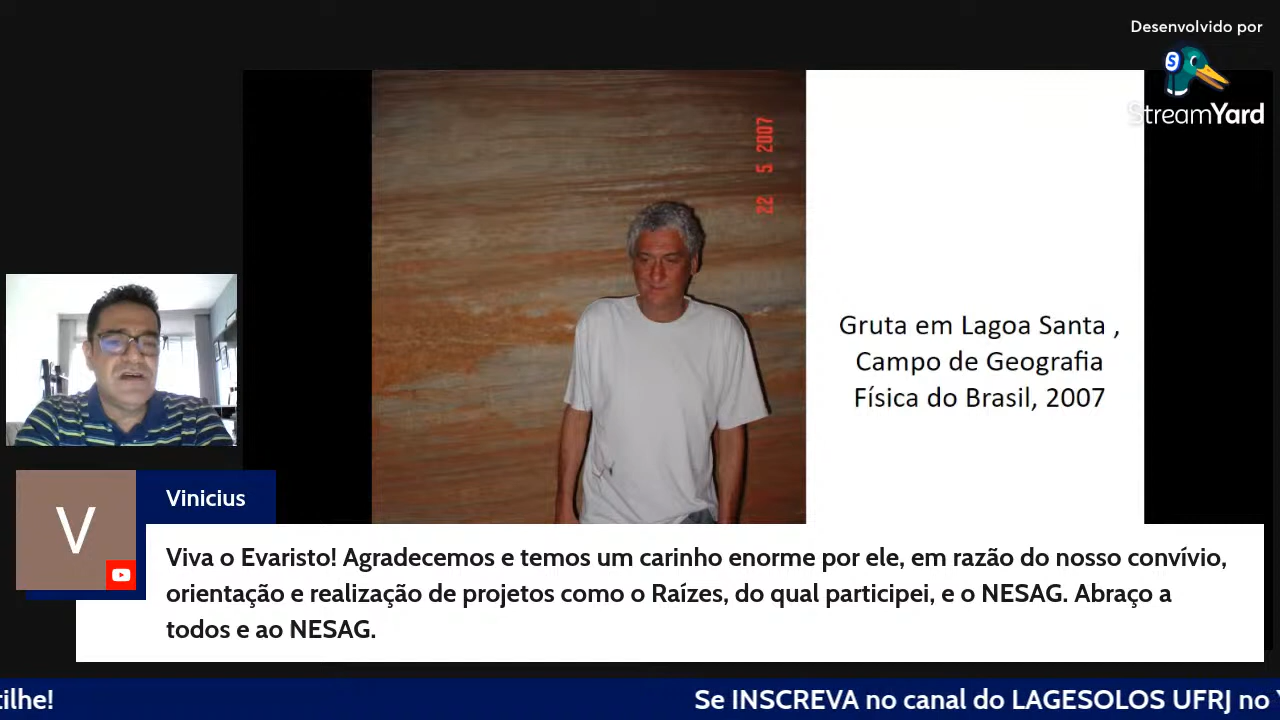 Desenvolvido por
StreamYard
22 5 2007
Gruta em Lagoa Santa ,
Campo de Geografia
Física do Brasil, 2007
V
Vinicius
Viva o Evaristo! Agradecemos e temos um carinho enorme por ele, em razão do nosso convívio,
orientação e realização de projetos como o Raízes, do qual participei, e o NESAG. Abraço a
todos e ao NESAG.
tilhe!
Se INSCREVA no canal do LAGESOLOS UFRJ no